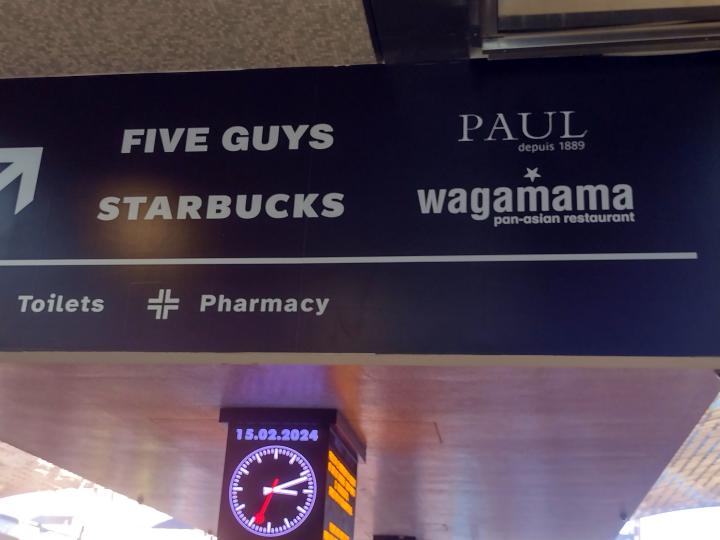 FIVE GUYS
STARBUCKS
PAUL
depuis 1889
wagamama
pan-asian restaurant
Toilets
Pharmacy
15.02.2024